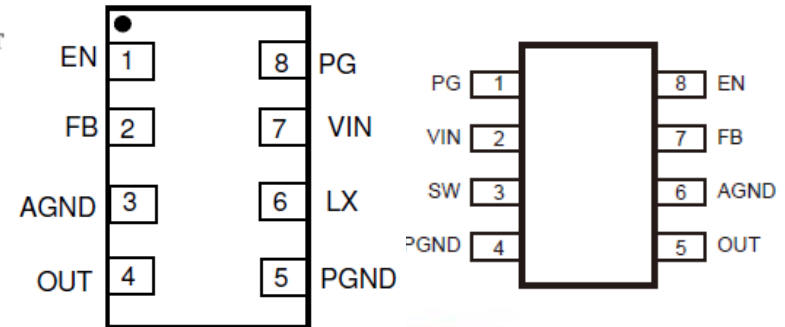 EN 1 8 PG
FB 2 7 VIN
AGND 3 6 LX
OUT 4 5 PGND
PG 1 8 EN
VIN 2 7 FB
SW 3 6 AGND
PGND 4 5 OUT